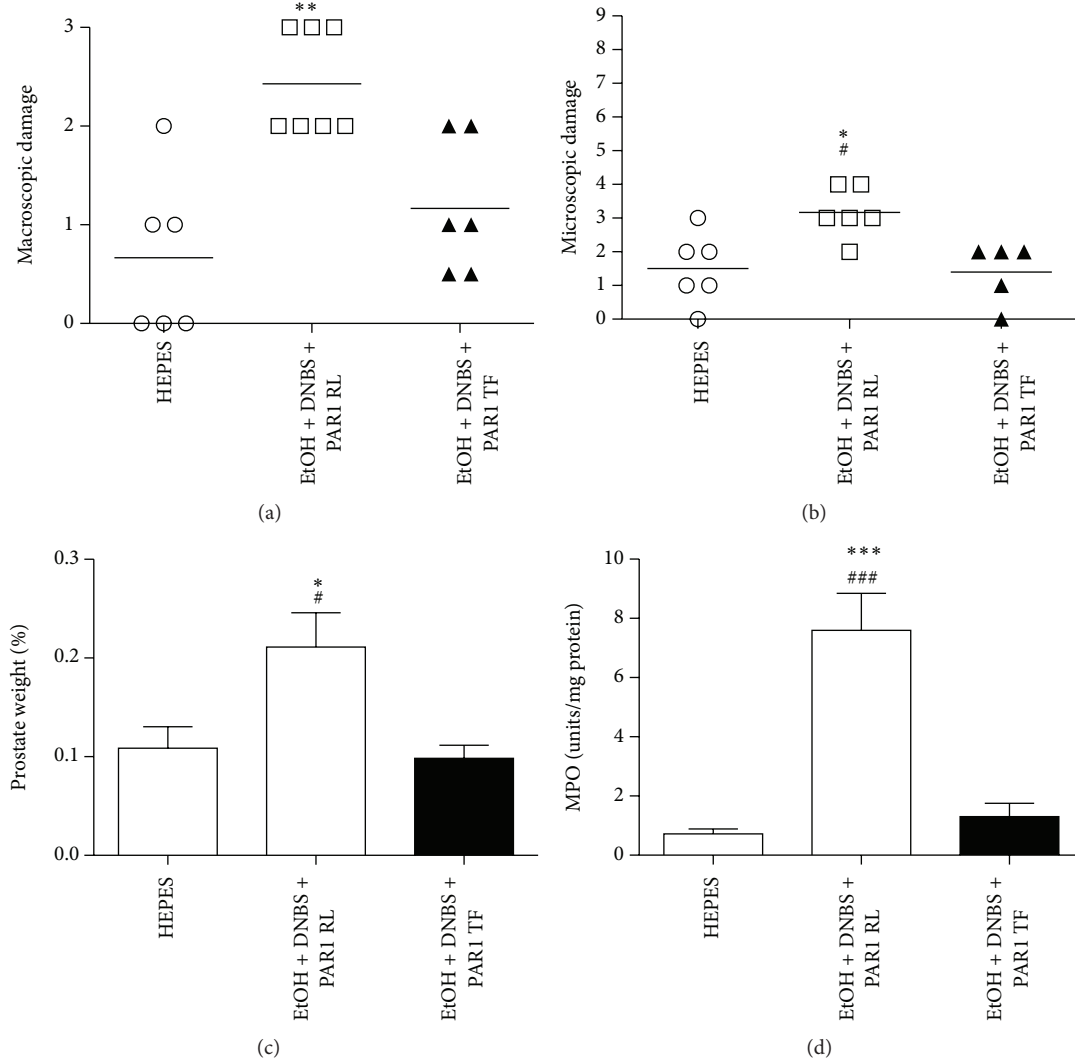 **
3
2
1
0
Macroscopic damage
HEPES
EtOH + DNBS +
PAR1 RL
EtOH + DNBS +
PAR1 TF
(a)
9
8
7
6
5
4
3
2
1
0
Microscopic damage
*
#
HEPES
EtOH + DNBS +
PAR1 RL
EtOH + DNBS +
PAR1 TF
(b)
0.3
0.2
0.1
0.0
Prostate weight (%)
*
#
HEPES
EtOH + DNBS +
PAR1 RL
EtOH + DNBS +
PAR1 TF
(c)
10
8
6
4
2
0
MPO (units/mg protein)
***
###
HEPES
EtOH + DNBS +
PAR1 RL
EtOH + DNBS +
PAR1 TF
(d)